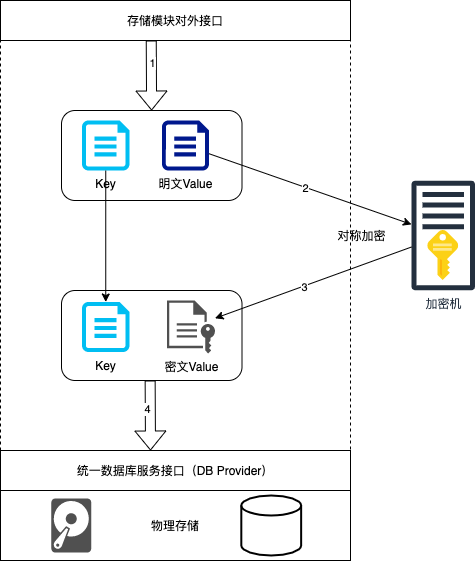 存储模块对外接口
1
Key
明文Value
2
对称加密
加密机
3
Key
密文Value
4
统一数据库服务接口（DB Provider）
物理存储